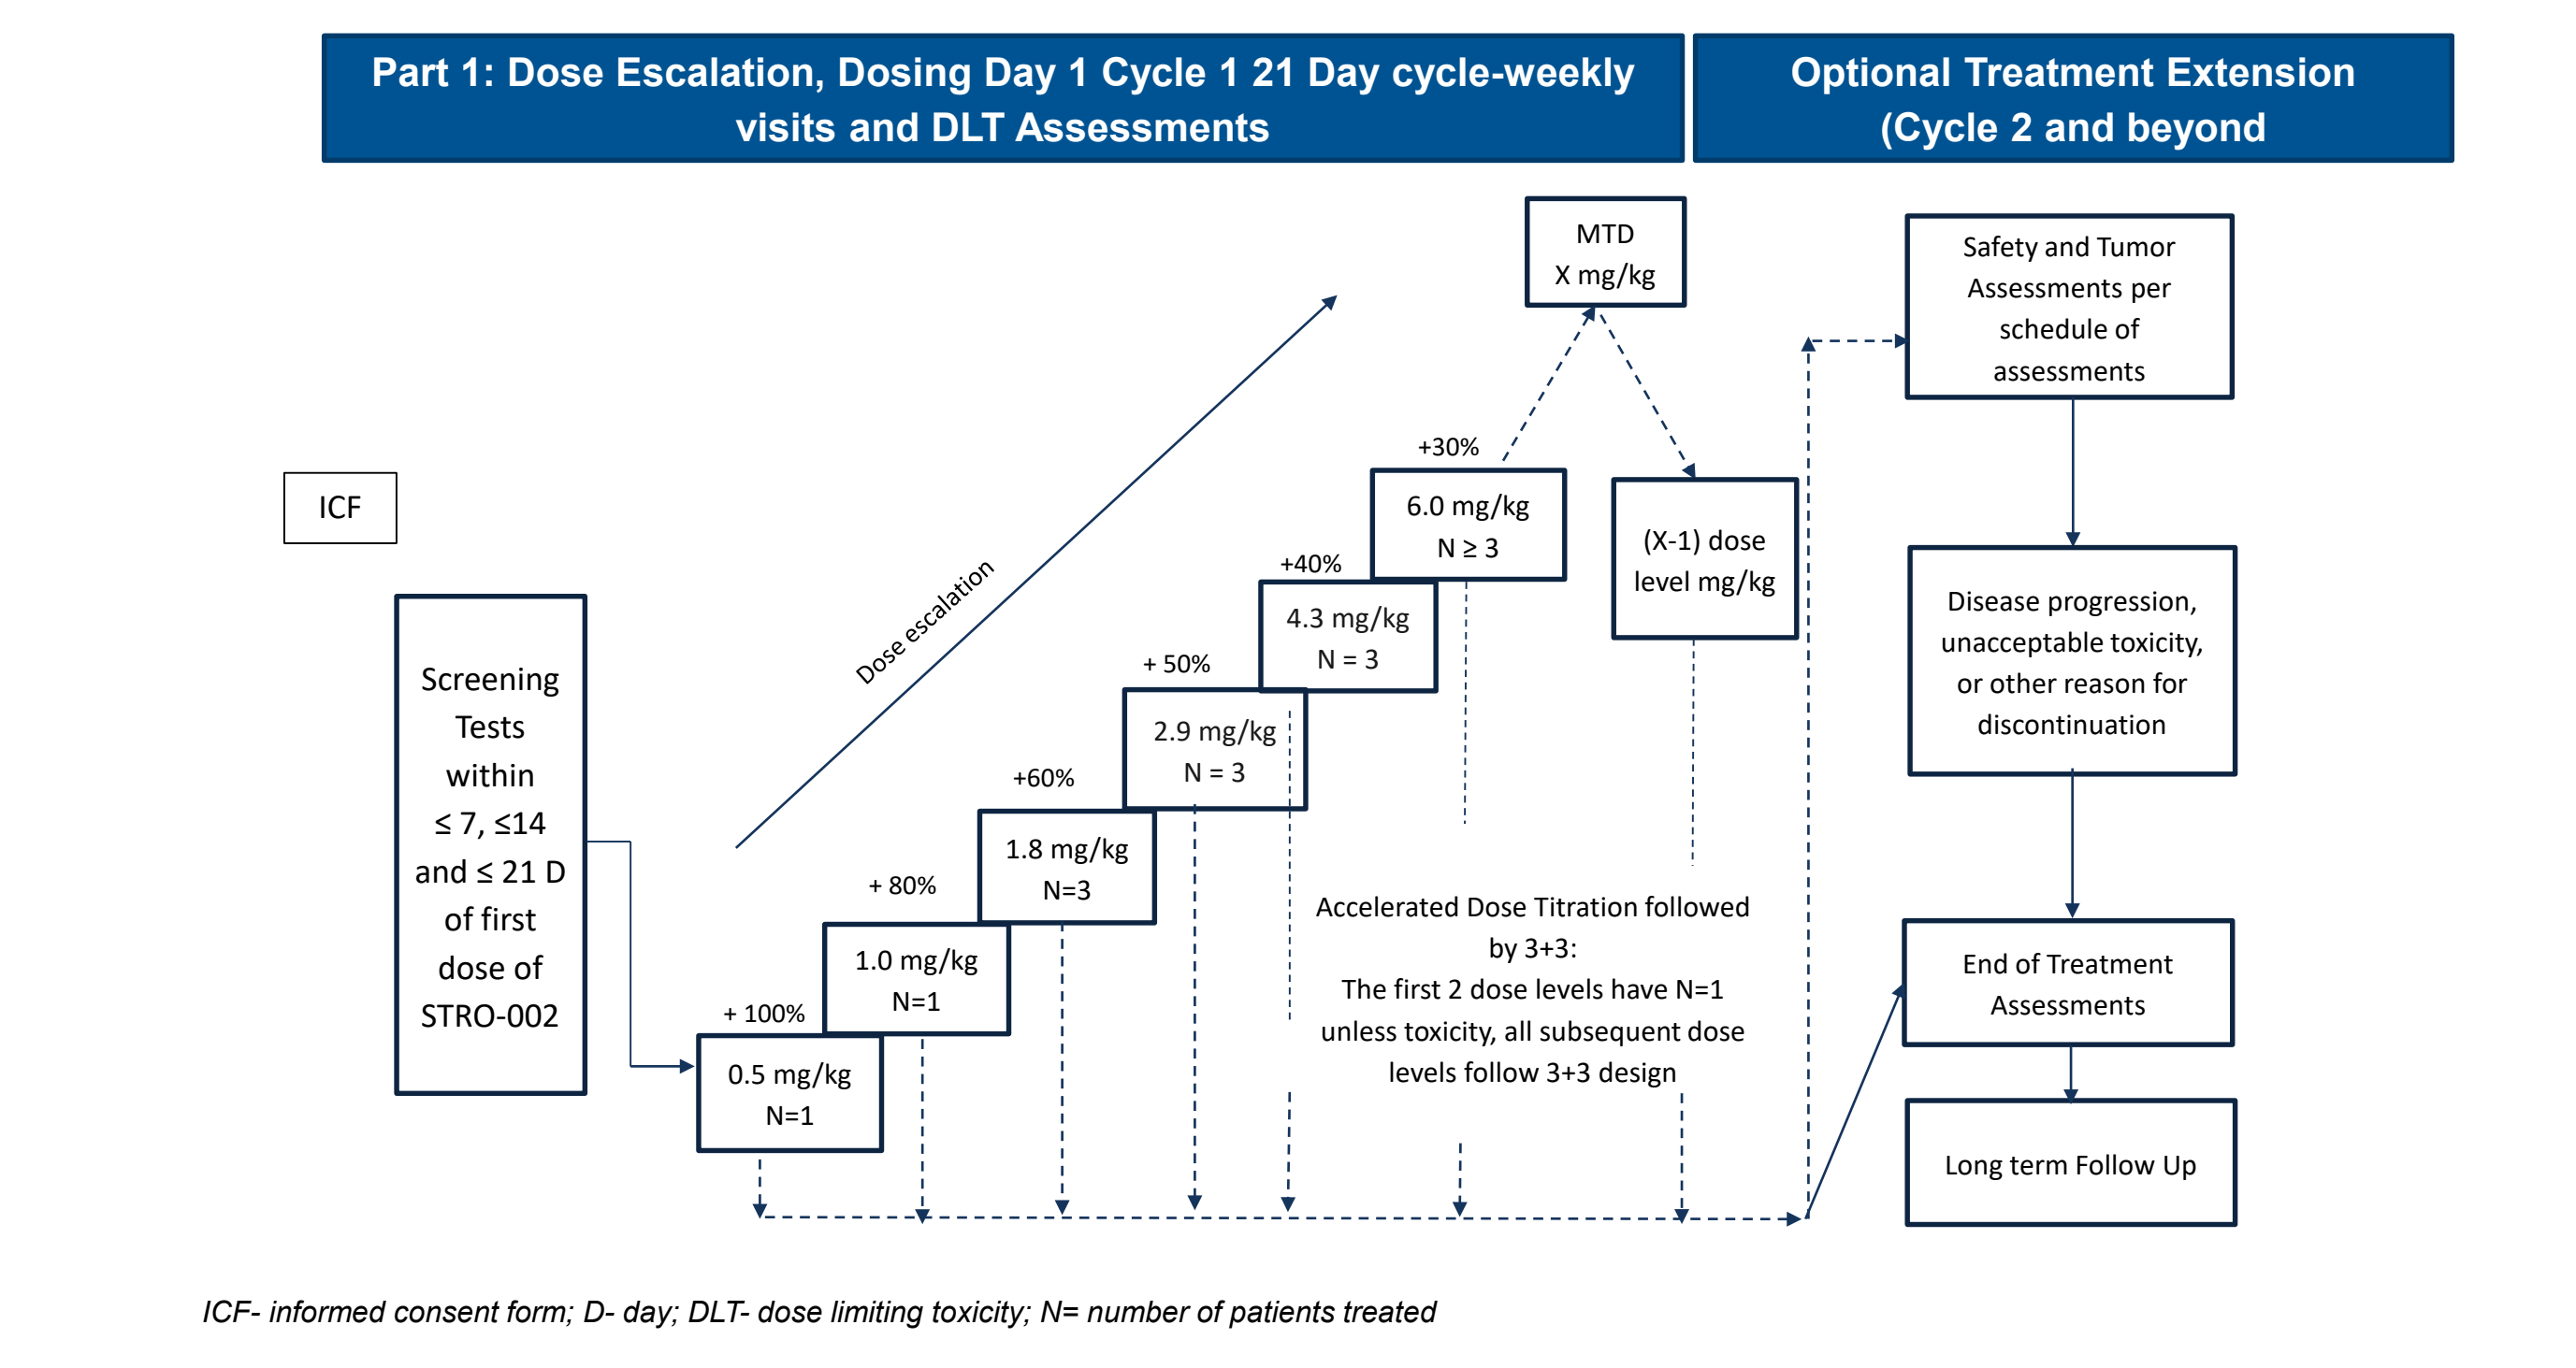 Part 1: Dose Escalation, Dosing Day 1 Cycle 1 21 Day cycle-weekly
visits and DLT Assessments
Optional Treatment Extension
(Cycle 2 and beyond
ICF
Screening
Tests
within
≤ 7, ≤14
and ≤ 21 D
of first
dose of
STRO-002
Dose escalation
+ 100%
0.5 mg/kg
N=1
+ 80%
1.0 mg/kg
N=1
+60%
1.8 mg/kg
N=3
+ 50%
2.9 mg/kg
N = 3
+40%
4.3 mg/kg
N = 3
+30%
6.0 mg/kg
N ≥ 3
MTD
X mg/kg
(X-1) dose
level mg/kg
Accelerated Dose Titration followed
by 3+3:
The first 2 dose levels have N=1
unless toxicity, all subsequent dose
levels follow 3+3 design
Safety and Tumor
Assessments per
schedule of
assessments
Disease progression,
unacceptable toxicity,
or other reason for
discontinuation
End of Treatment
Assessments
Long term Follow Up
ICF- informed consent form; D- day; DLT- dose limiting toxicity; N= number of patients treated